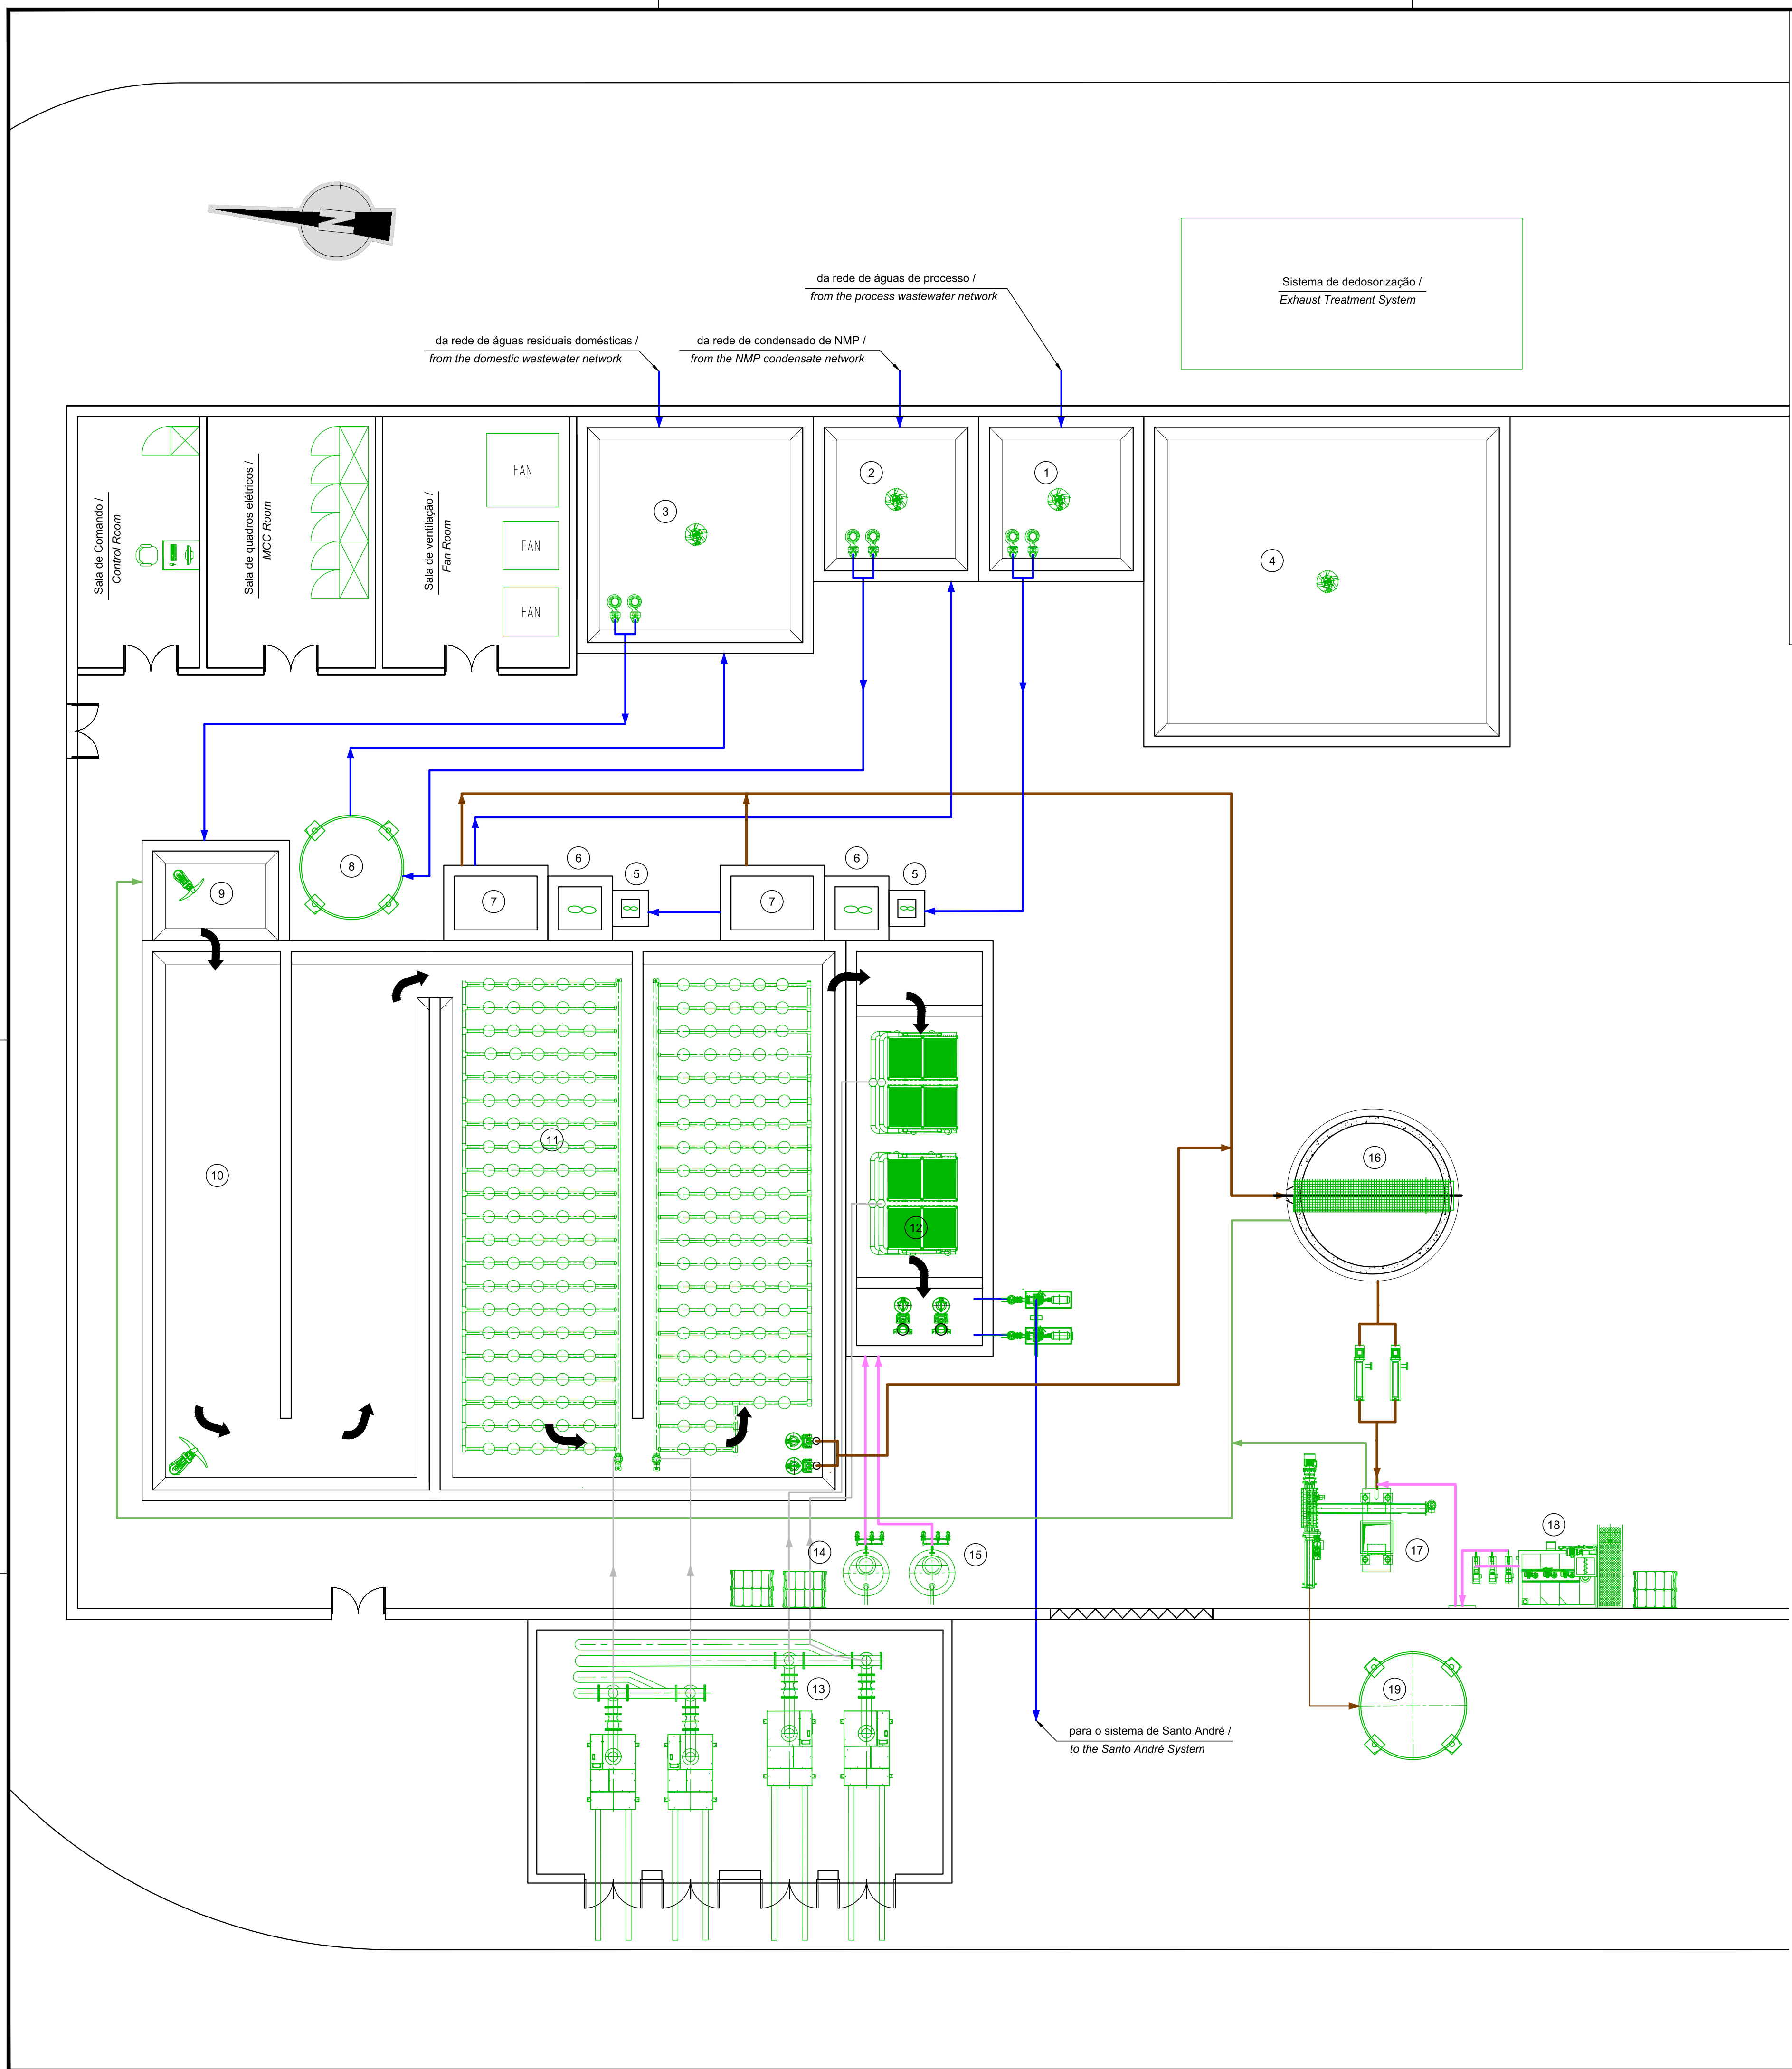 N
da rede de águas de processo /
from the process wastewater network
Sistema de dedosorização /
Exhaust Treatment System
da rede de águas residuais domésticas /
from the domestic wastewater network
da rede de condensado de NMP /
from the NMP condensate network
Sala de Comando /
Control Room
Sala de quadros elétricos /
MCC Room
Sala de ventilação /
Fan Room
FAN
FAN
FAN
3
2
1
4
8
9
7
6
5
7
6
5
10
11
12
16
14
15
17
18
13
19
para o sistema de Santo André /
to the Santo André System